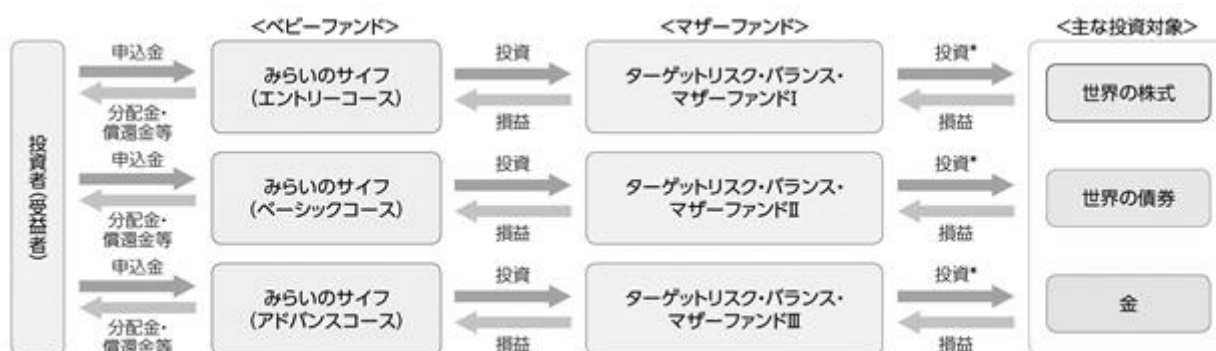 <ベビーファンド>
<マザーファンド>
<主な投資対象>
投資者(受益者)
申込金
分配金・
償還金等
みらいのサイフ
(エントリーコース)
投資
損益
ターゲットリスク・バランス・
マザーファンドⅠ
投資*
損益
世界の株式
申込金
分配金・
償還金等
みらいのサイフ
(ベーシックコース)
投資
損益
ターゲットリスク・バランス・
マザーファンドⅡ
投資*
損益
世界の債券
申込金
分配金・
償還金等
みらいのサイフ
(アドバンスコース)
投資
損益
ターゲットリスク・バランス・
マザーファンドⅢ
投資*
損益
金